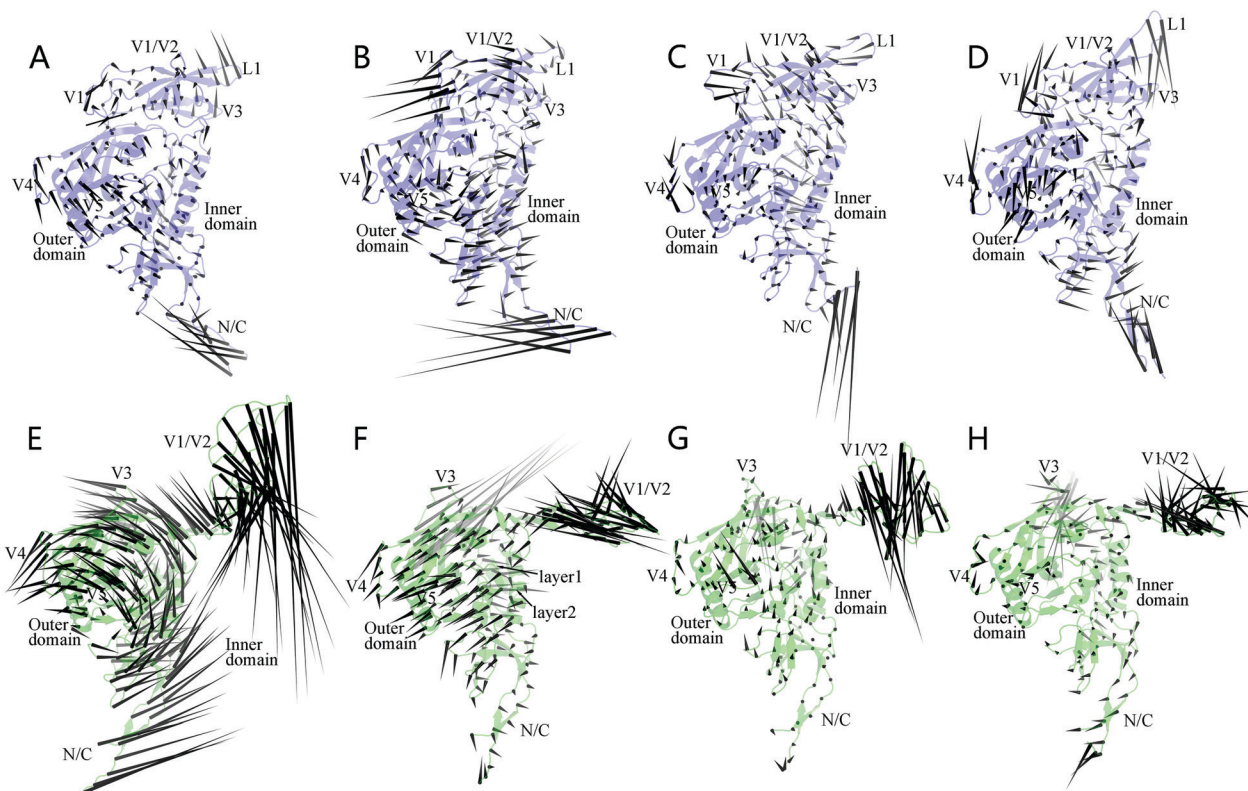 A
V1/V2
L1
V1
V3
V4
V5
Inner
domain
Outer
domain
N/C
B
V1/V2
V1
L1
V3
V4
V5
Inner
domain
Outer
domain
N/C
C
V1/V2
L1
V1
V3
V4
V5
Inner
domain
Outer
domain
N/C
D
V1/V2
L1
V1
V3
V4
V5
Inner
domain
Outer
domain
N/C
E
V1/V2
V3
V4
V5
Outer
domain
Inner
domain
N/C
F
V3
V1/V2
V4
V5
layer1
layer2
Outer
domain
N/C
G
V1/V2
V3
V4
V5
Inner
domain
Outer
domain
N/C
H
V3
V1/V2
V4
V5
Inner
domain
Outer
domain
N/C